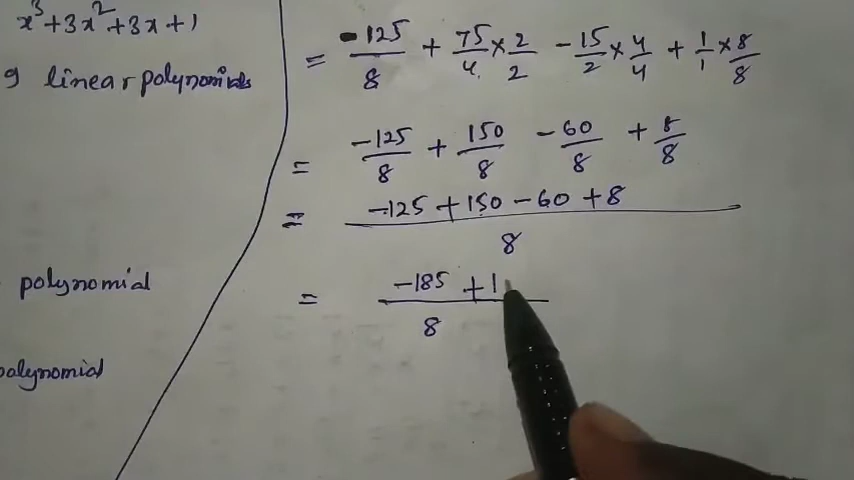 x³+3x²+3x+1
g linear polynomials
polynomial
polynomial
= -125/8 + 75/4 × 2/2 - 15/2 × 4/4 + 1/1 × 8/8
= -125/8 + 150/8 - 60/8 + 8/8
= -125+150-60+8/8
= -185+1/8